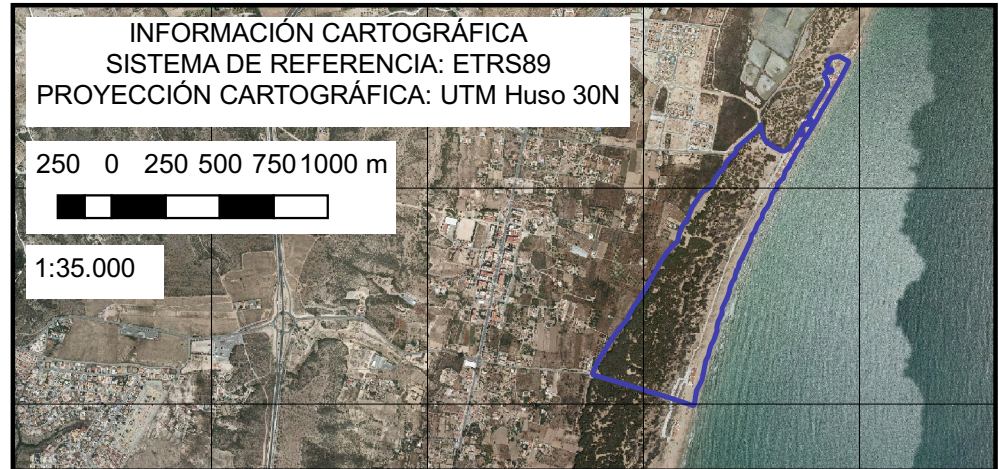 INFORMACIÓN CARTOGRÁFICA
SISTEMA DE REFERENCIA: ETRS89
PROYECCIÓN CARTOGRÁFICA: UTM Huso 30N
250 0 250 500 750 1000 m
1:35.000